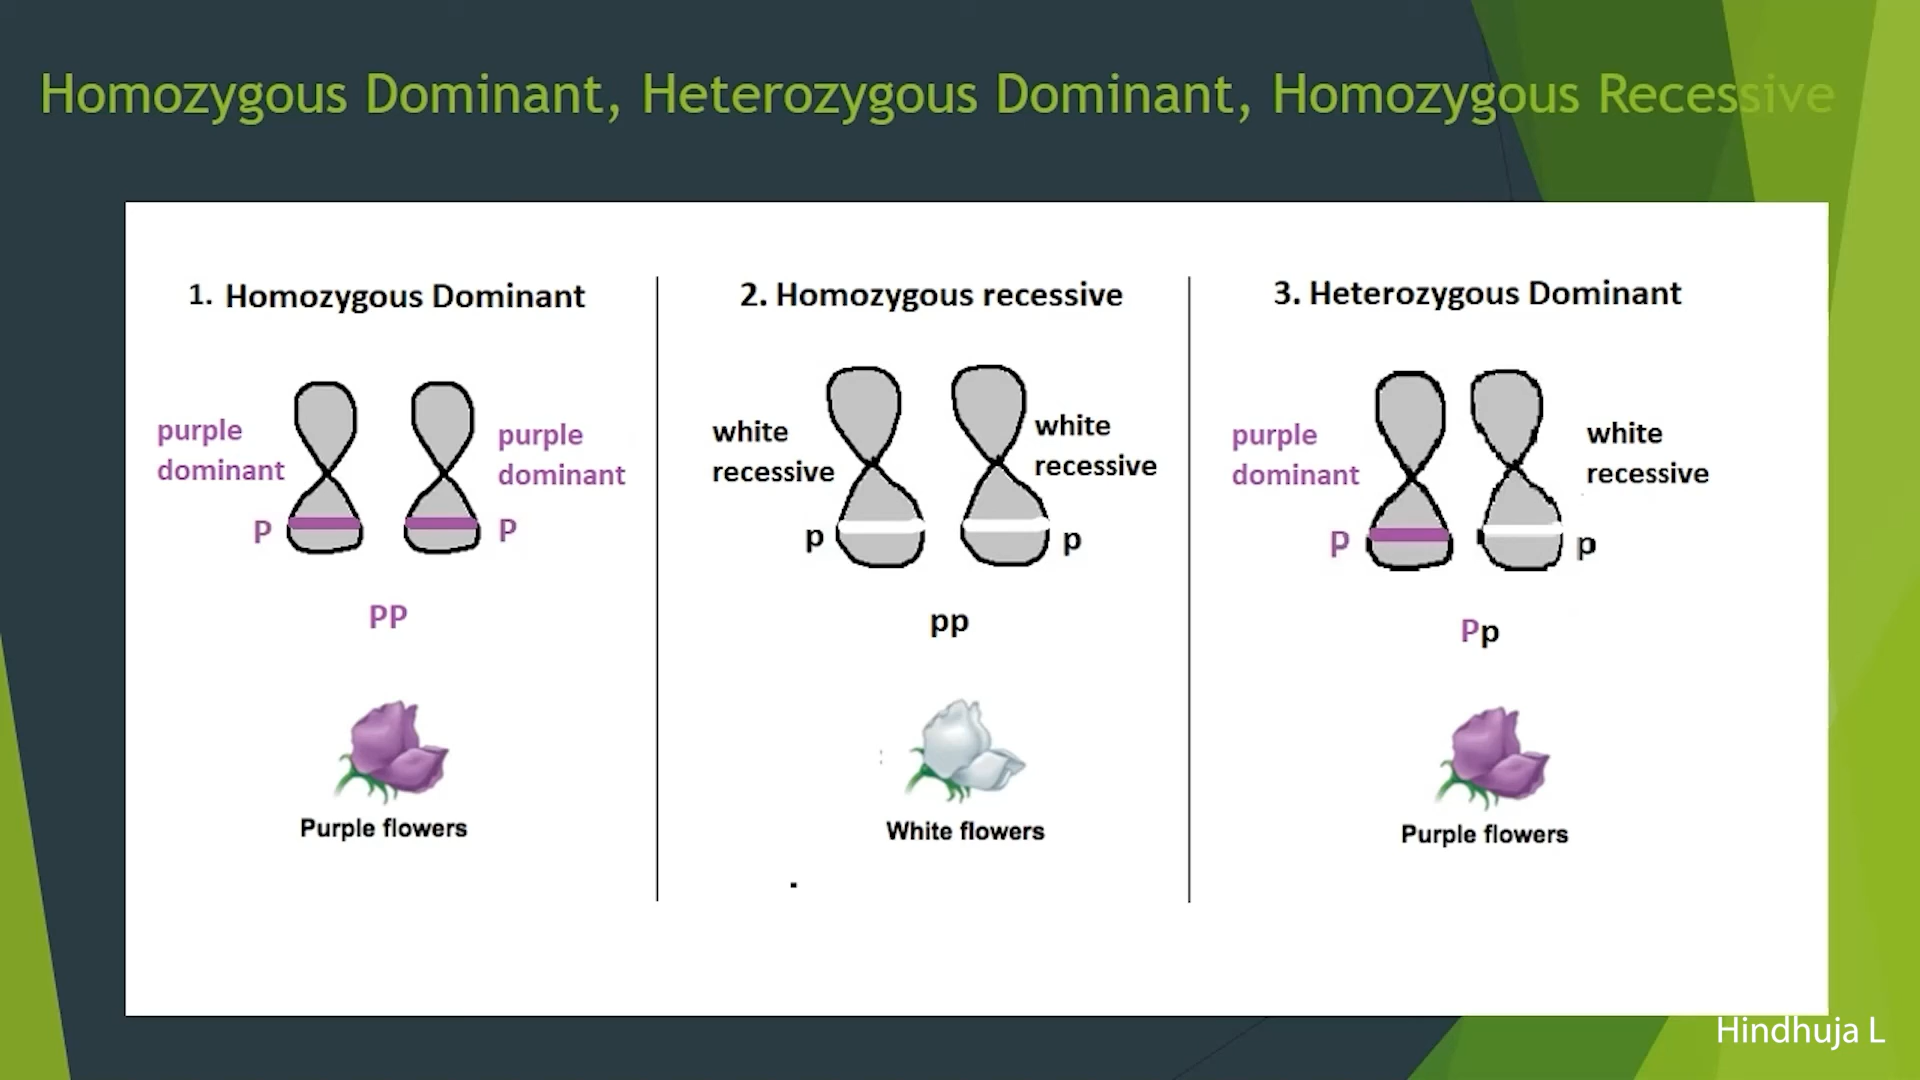 Homozygous Dominant, Heterozygous Dominant, Homozygous Recessive
1. Homozygous Dominant
purple
dominant
purple
dominant
P
P
PP
Purple flowers
2. Homozygous recessive
white
recessive
white
recessive
p
p
pp
White flowers
3. Heterozygous Dominant
purple
dominant
white
recessive
P
p
Pp
Purple flowers
Hindhuja L